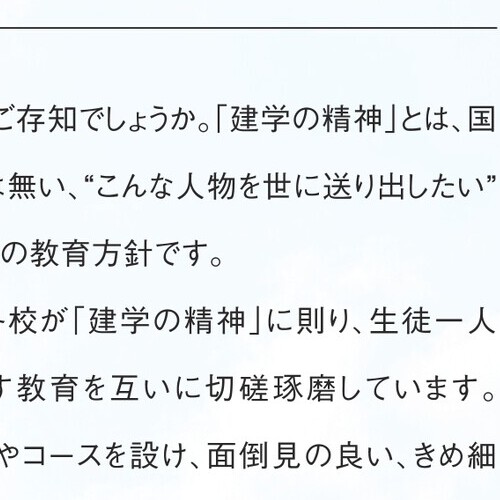 ご存知でしょうか。「建学の精神」とは、国
無い、“こんな人物を世に送り出したい”
の教育方針です。
校が「建学の精神」に則り、生徒一人
す教育を互いに切磋琢磨しています。
やコースを設け、面倒見の良い、きめ細